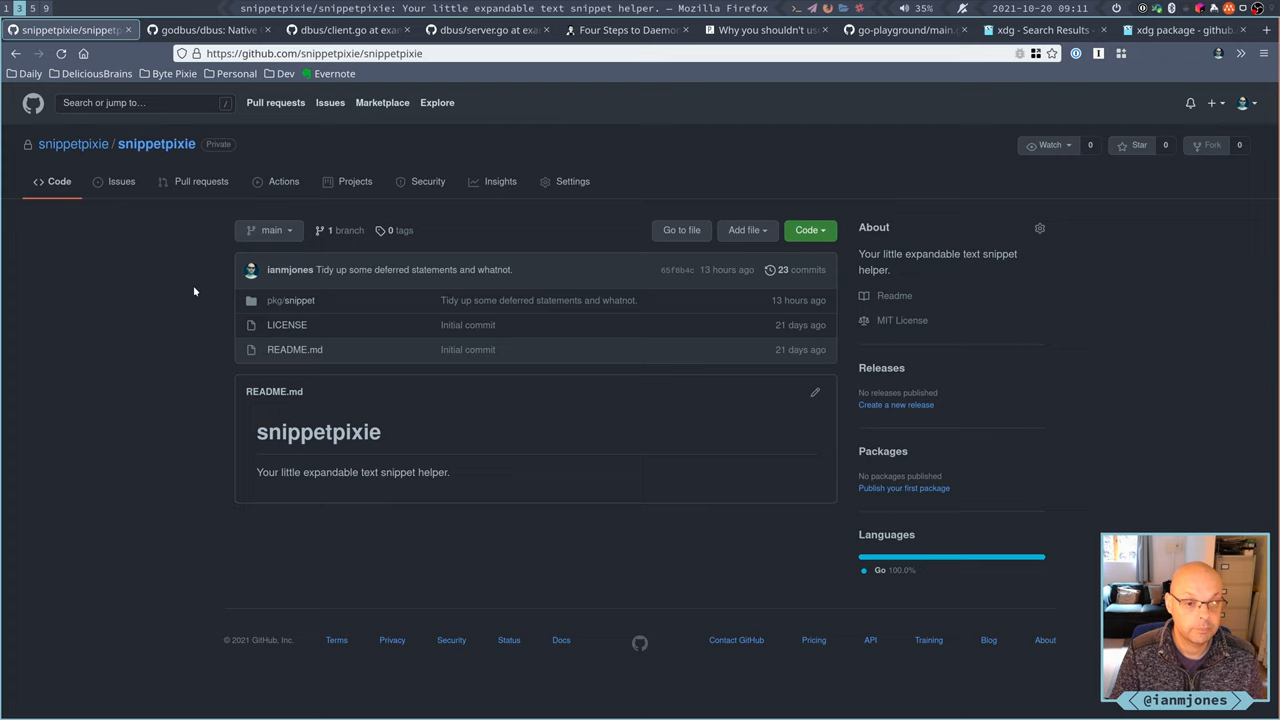 1 3 5 9
snippetpixie/snippetpixie: Your little expandable text snippet helper. — Mozilla Firefox
35%
2021-10-20 09:11
snippetpixie/snippetp
godbus/dbus: Native
dbus/client.go at exam
dbus/server.go at exa
Four Steps to Daemo
Why you shouldn't us
go-playground/main.
xdg - Search Results -
xdg package - github.
https://github.com/snippetpixie/snippetpixie
Daily
DeliciousBrains
Byte Pixie
Personal
Dev
Evernote
Search or jump to…
/
Pull requests
Issues
Marketplace
Explore
snippetpixie / snippetpixie
Private
Watch
0
Star
0
Fork
0
Code
Issues
Pull requests
Actions
Projects
Security
Insights
Settings
main
1 branch
0 tags
Go to file
Add file
Code
ianmjones Tidy up some deferred statements and whatnot.
65f8b4c
13 hours ago
23 commits
pkg/snippet
Tidy up some deferred statements and whatnot.
13 hours ago
LICENSE
Initial commit
21 days ago
README.md
Initial commit
21 days ago
README.md
snippetpixie
Your little expandable text snippet helper.
About
Your little expandable text snippet
helper.
Readme
MIT License
Releases
No releases published
Create a new release
Packages
No packages published
Publish your first package
Languages
Go 100.0%
© 2021 GitHub, Inc.
Terms
Privacy
Security
Status
Docs
Contact GitHub
Pricing
API
Training
Blog
About
@ianmjones